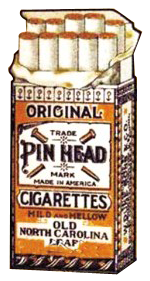 ORIGINAL
TRADE
PIN HEAD
MARK
MADE IN AMERICA
CIGARETTES
MILD AND MELLOW
OLD
NORTH CAROLINA
LEAF